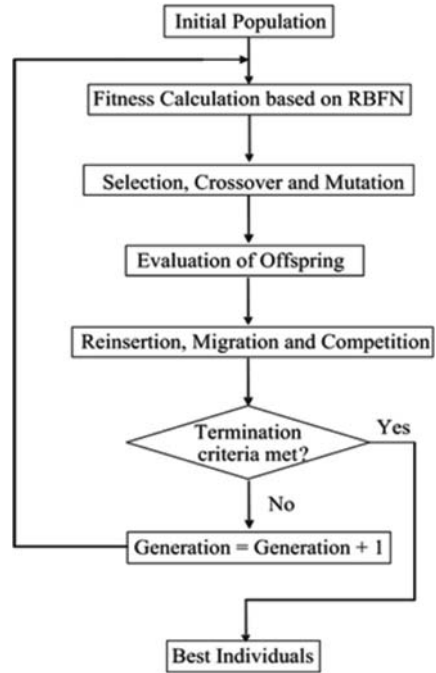 Initial Population
Fitness Calculation based on RBFN
Selection, Crossover and Mutation
Evaluation of Offspring
Reinsertion, Migration and Competition
Termination
criteria met?
Yes
No
Generation = Generation + 1
Best Individuals